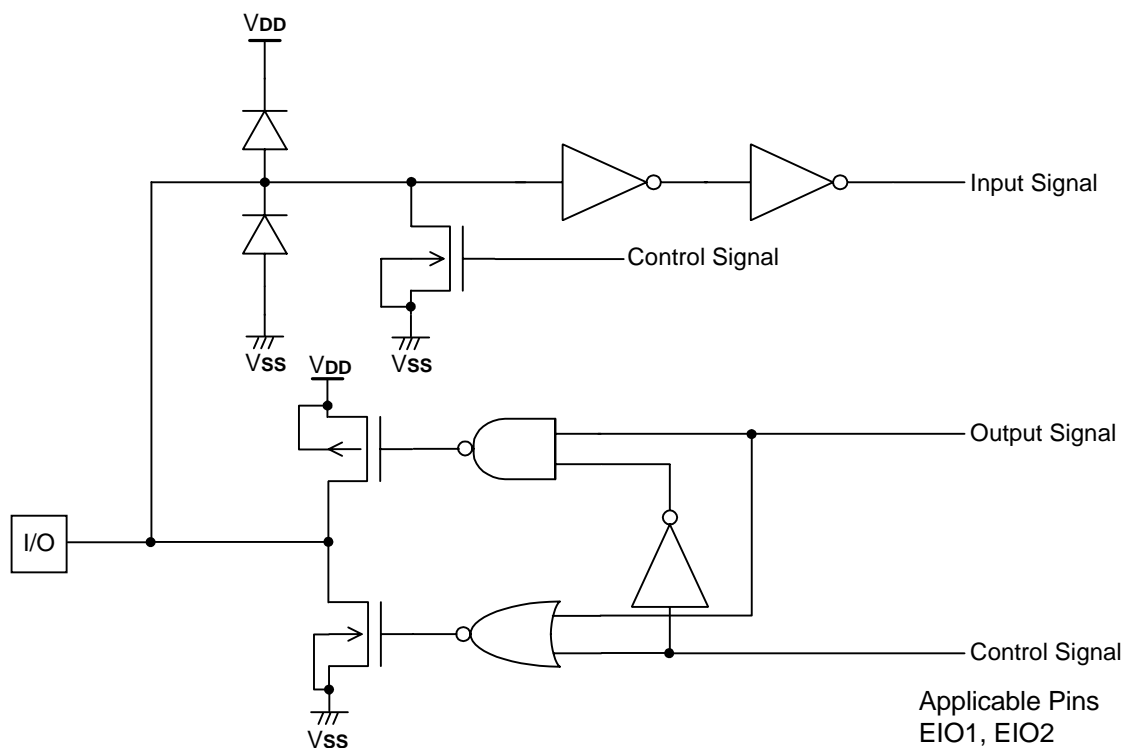 VDD
Input Signal
Control Signal
VSS
VSS
VDD
Output Signal
I/O
Control Signal
VSS
Applicable Pins
EIO1, EIO2